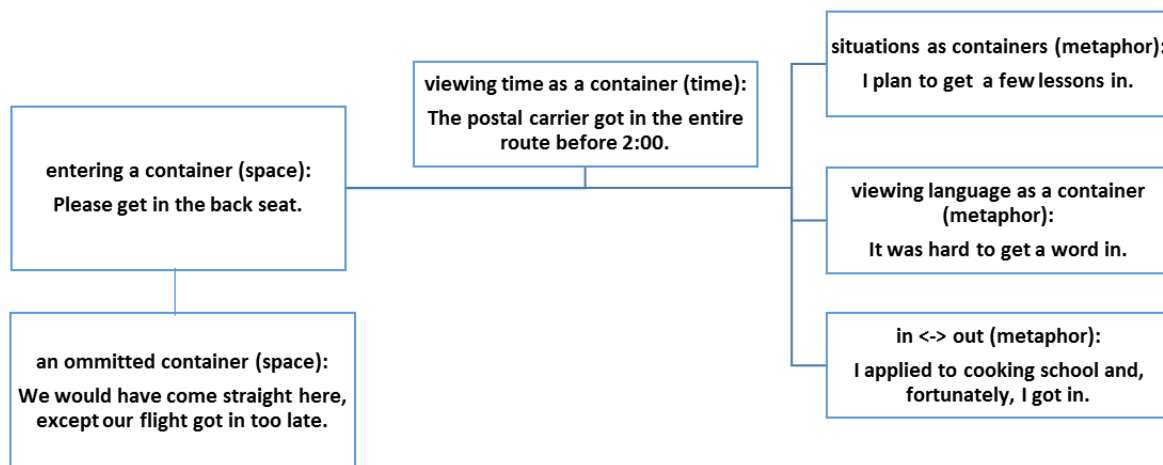 entering a container (space):
Please get in the back seat.
an ommitted container (space):
We would have come straight here,
except our flight got in too late.
viewing time as a container (time):
The postal carrier got in the entire
route before 2:00.
situations as containers (metaphor):
I plan to get a few lessons in.
viewing language as a container
(metaphor):
It was hard to get a word in.
in <-> out (metaphor):
I applied to cooking school and,
fortunately, I got in.